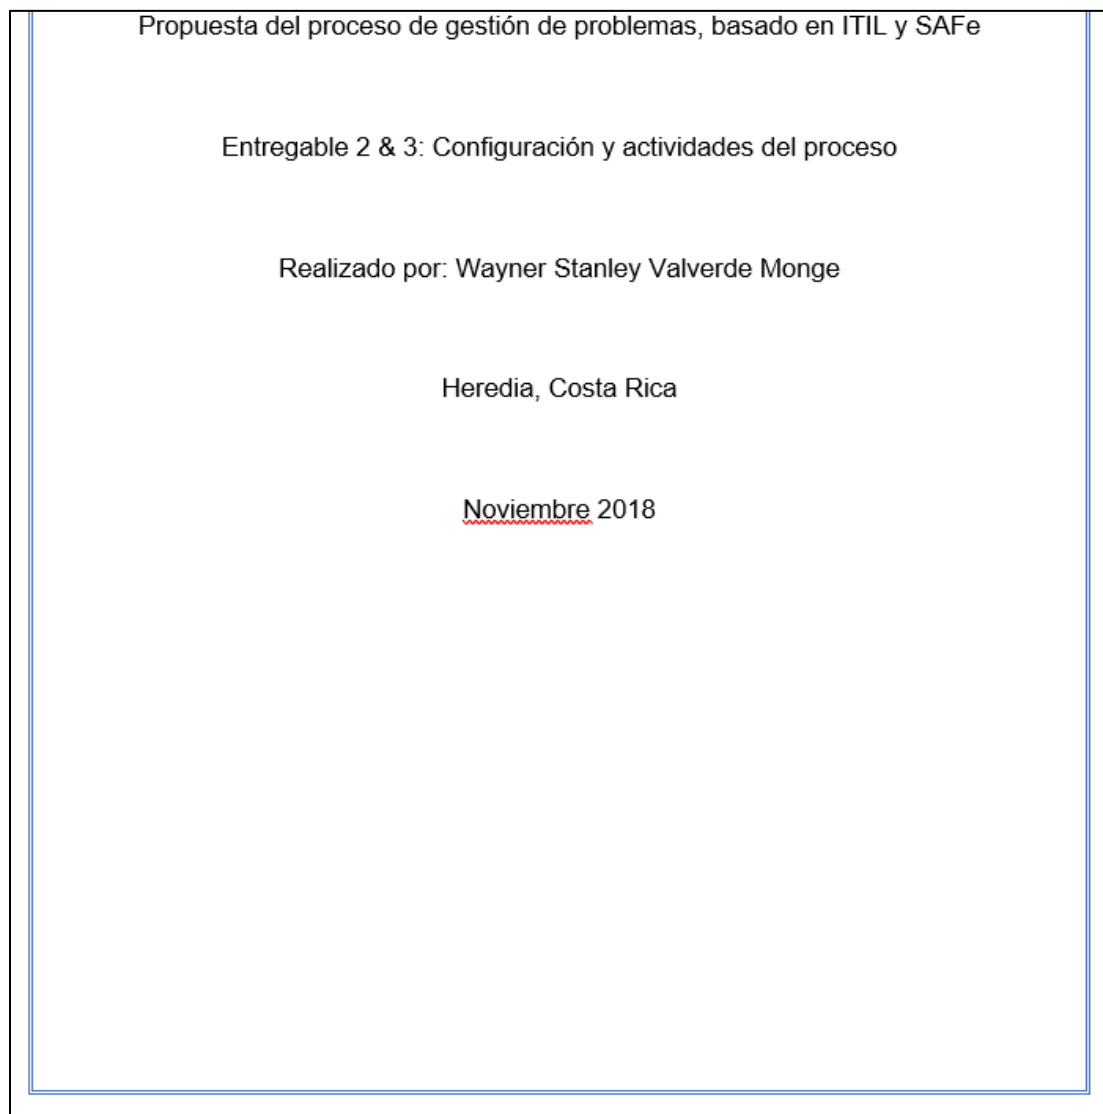 Propuesta del proceso de gestión de problemas, basado en ITIL y SAFe
Entregable 2 & 3: Configuración y actividades del proceso
Realizado por: Wayner Stanley Valverde Monge
Heredia, Costa Rica
Noviembre 2018